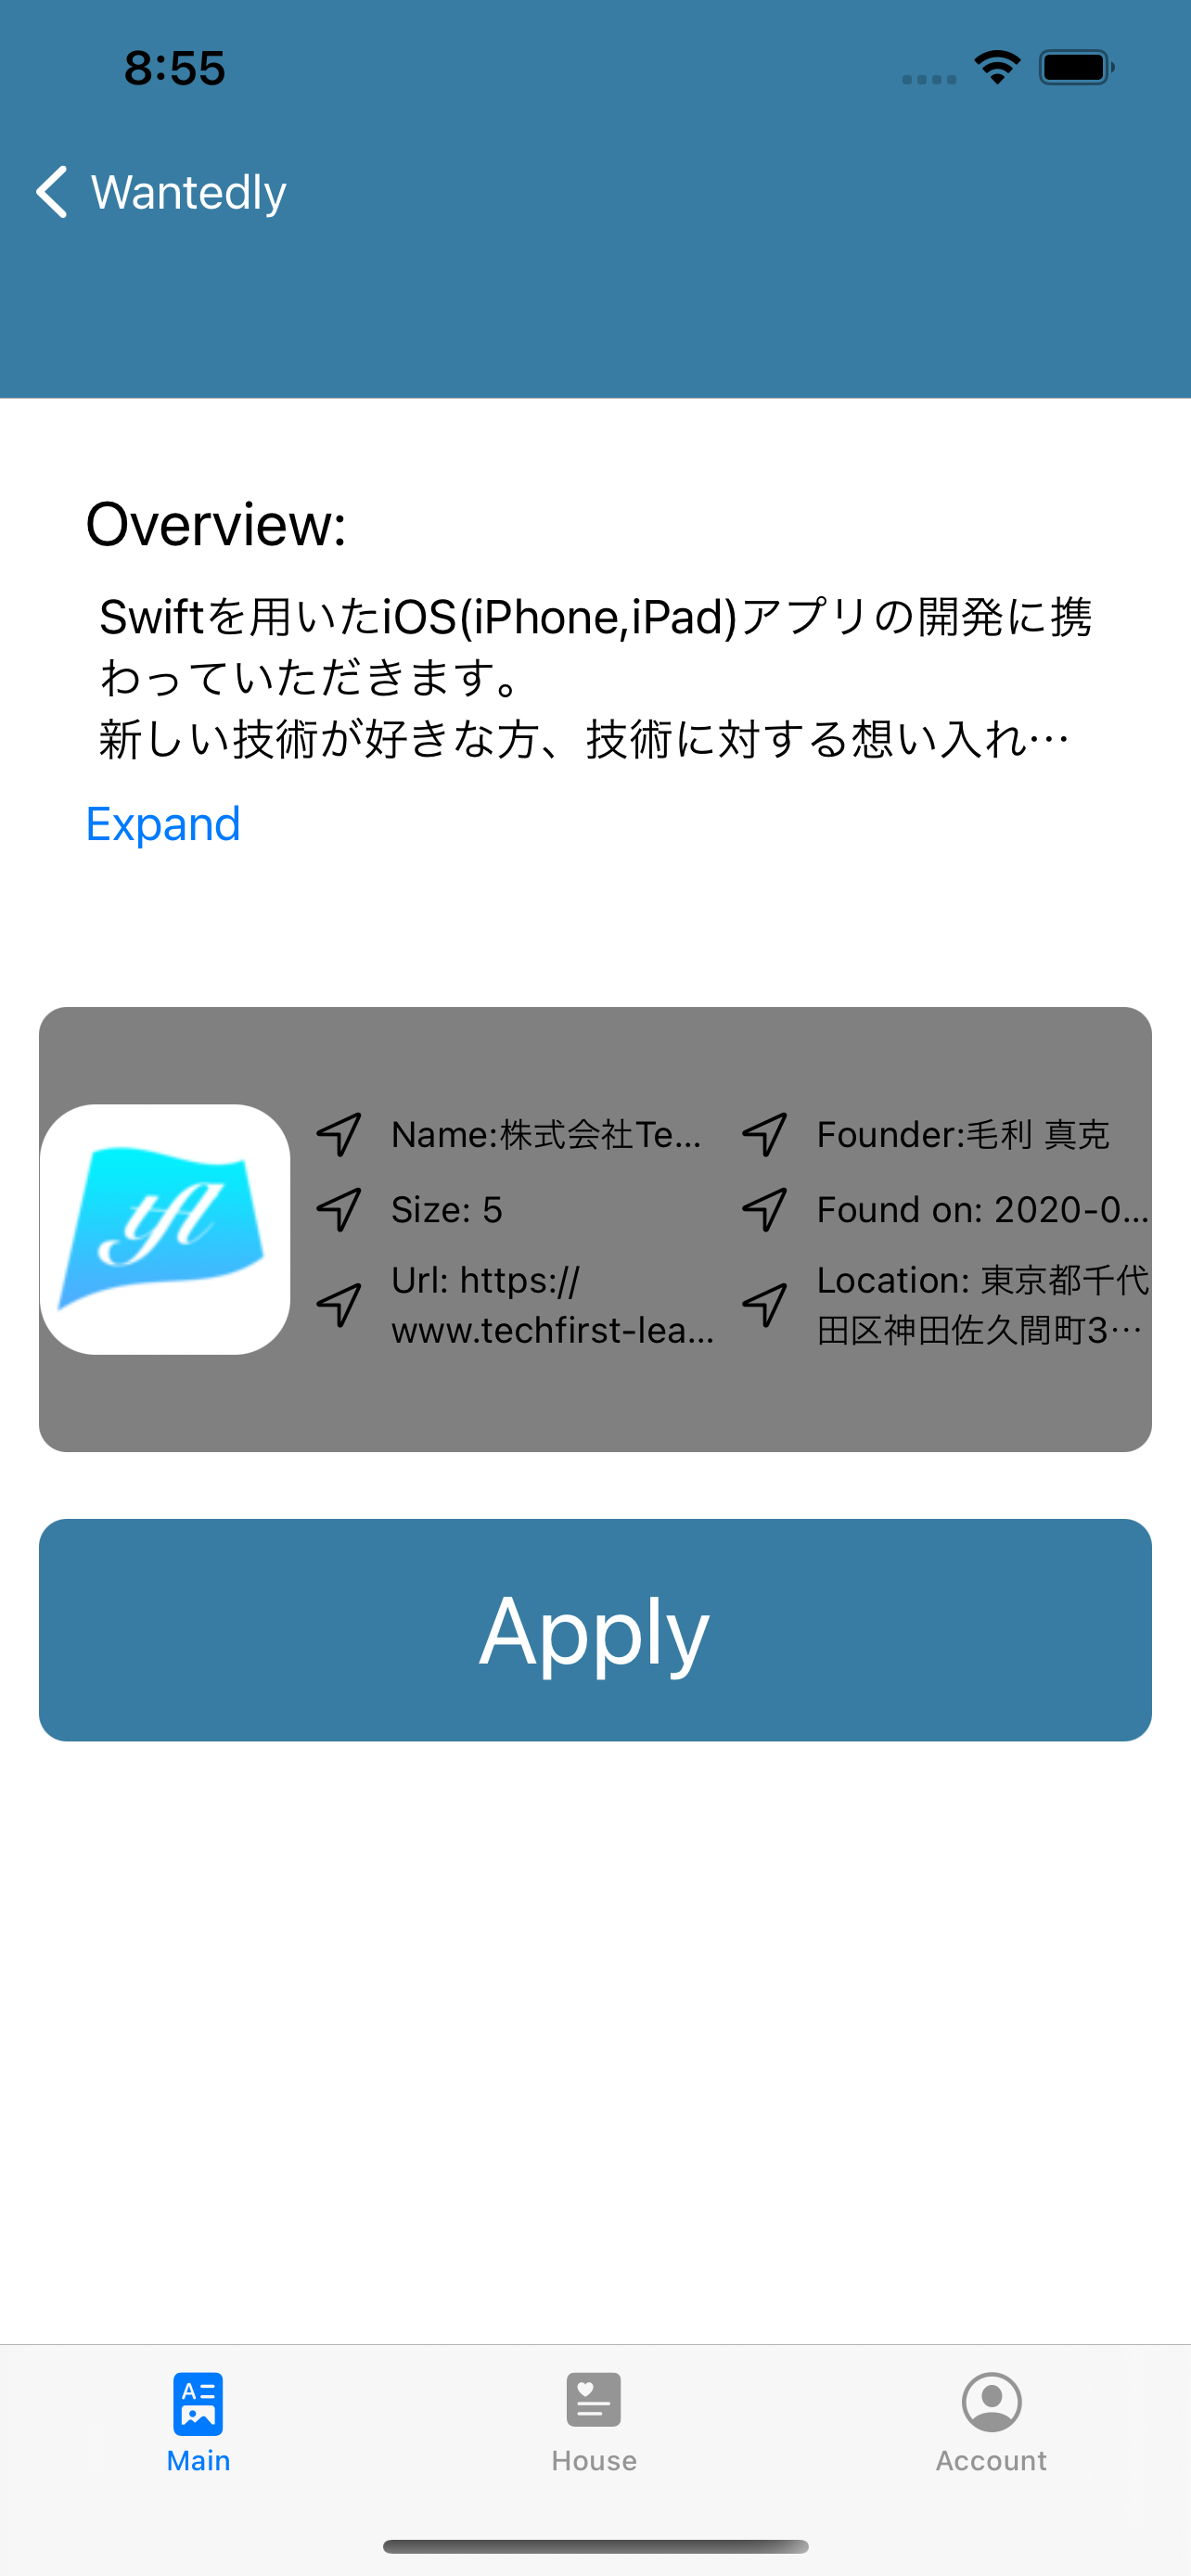 8:55
Wantedly
Overview:
Swiftを用いたiOS(iPhone,iPad)アプリの開発に携
わっていただきます。
新しい技術が好きな方、技術に対する想い入れ…
Expand
tfl
Name:株式会社Te...
Founder:毛利 真克
Size: 5
Found on: 2020-0...
Url: https://
www.techfirst-lea...
Location: 東京都千代
田区神田佐久間町3…
Apply
Main
House
Account